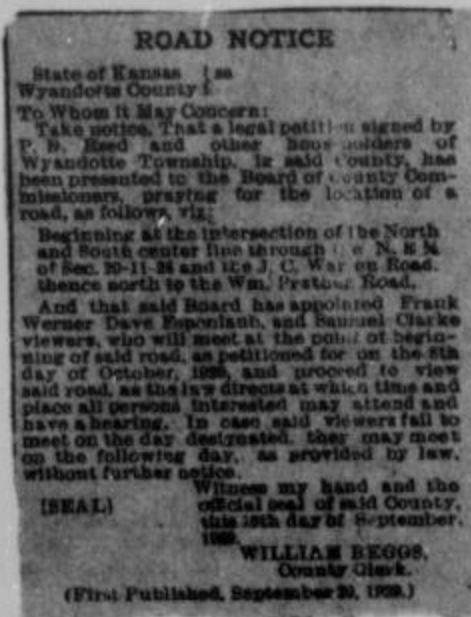 ROAD NOTICE
State of Kansas } ss
Wyandotte County }
To Whom it May Concern:
Take notice, That a legal petition signed by
P. D. Reed and other householders of
Wyandotte Township, in said County, has
been presented to the Board of County Com-
missioners, praying for the location of a
road, as follows, viz:
Beginning at the intersection of the North
and South center line through the N. E ¼
of Sec. 20-11-24 and the J. C. War en Road.
thence north to the Wm. Prather Road.
And that said Board has appointed Frank
Werner Dave and Samuel Clarke
viewers, who will meet at the point of begin-
ning of said road, as petitioned for on the
day of October, and proceed to view
said road, as the law directs at which time and
place all persons interested may attend and
have a hearing. In case said viewers fail to
meet on the day designated, they may meet
on the following day, as provided by law,
without further notice.
Witness my hand and the
[SEAL] official seal of said County,
this day of September,
WILLIAM BEGGS,
County Clerk.
(First Published, September